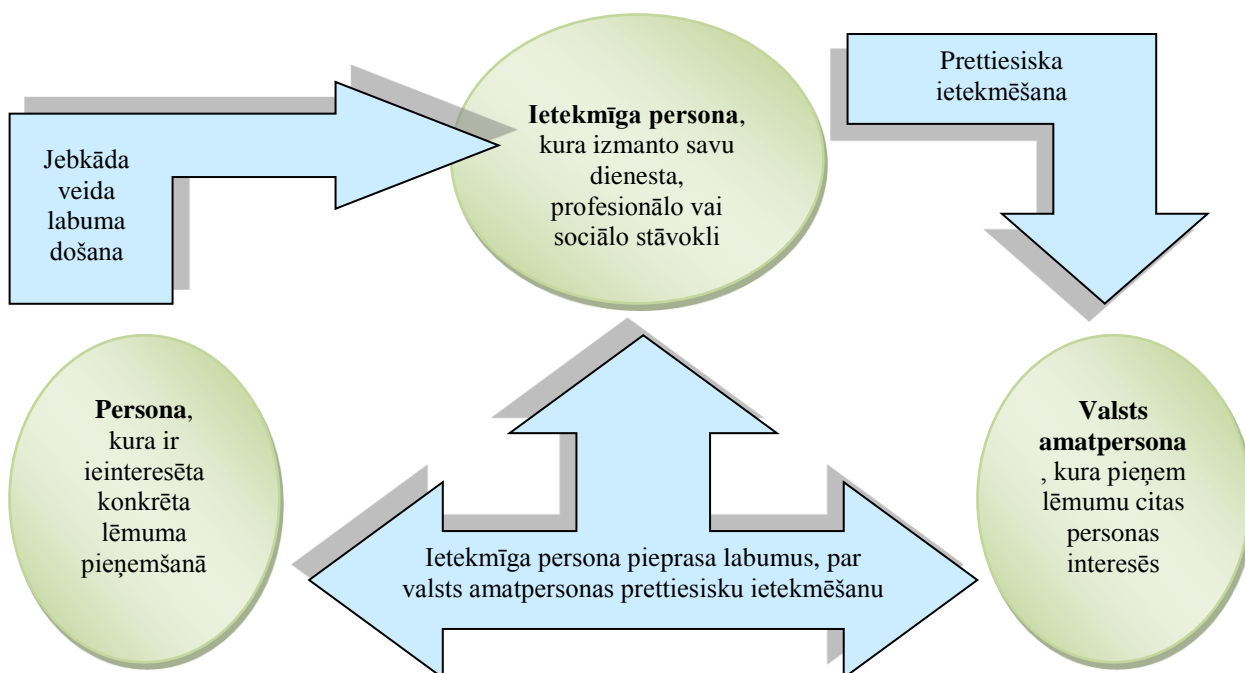 Jebkāda
veida
labuma
došana
Ietekmīga persona,
kura izmanto savu
dienesta,
profesionālo vai
sociālo stāvokli
Prettiesiska
ietekmēšana
Persona,
kura ir
ieinteresēta
konkrēta
lēmuma
pieņemšanā
Ietekmīga persona pieprasa labumus, par
valsts amatpersonas prettiesisku ietekmēšanu
Valsts
amatpersona
, kura pieņem
lēmumu citas
personas
interesēs